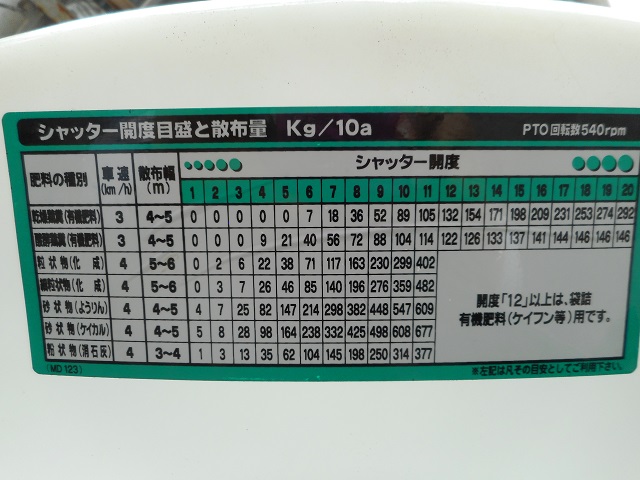 シャッター開度目盛と散布量 Kg/10a PTO回転数540rpm
肥料の種別 車速(km/h) 散布幅(m) シャッター開度
1 2 3 4 5 6 7 8 9 10 11 12 13 14 15 16 17 18 19 20
乾燥鶏糞(有機肥料) 3 4~5 0 0 0 0 0 7 18 36 52 89 105 132 154 171 198 209 231 253 274 292
醗酵鶏糞(有機肥料) 3 4~5 0 0 0 9 21 40 56 72 88 104 114 122 126 133 137 141 144 146 146 146
粒状物(化成) 4 5~6 0 2 6 22 38 71 117 163 230 299 402
細粒状物(化成) 4 5~6 0 3 7 26 46 85 140 196 276 359 482
砂状物(ようりん) 4 4~5 4 7 25 82 147 214 298 382 448 547 609
砂状物(ケイカル) 4 4~5 5 8 28 98 164 238 332 425 498 608 677
粉状物(消石灰) 4 3~4 1 3 13 35 62 104 145 198 250 314 377
開度「12」以上は、袋詰
有機肥料(ケイフン等)用です。
(MD123) ※左記は凡その目安としてご利用下さい。